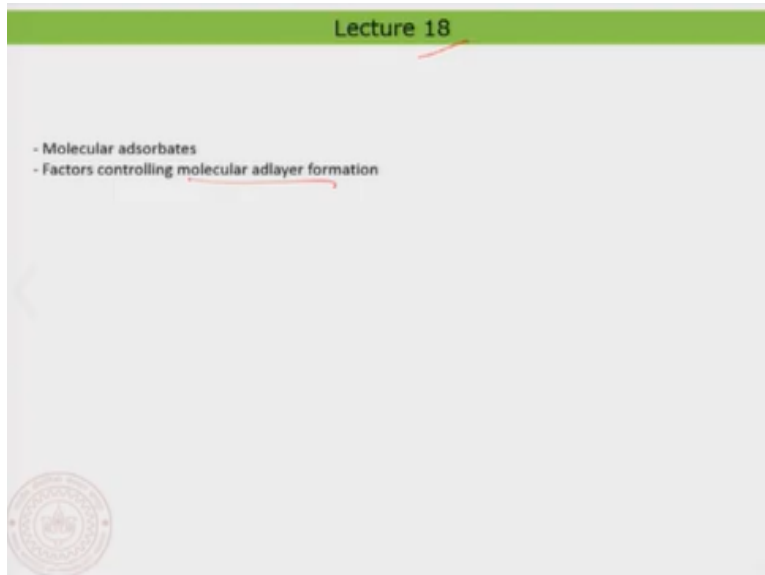 Lecture 18
- Molecular adsorbates
- Factors controlling molecular adlayer formation